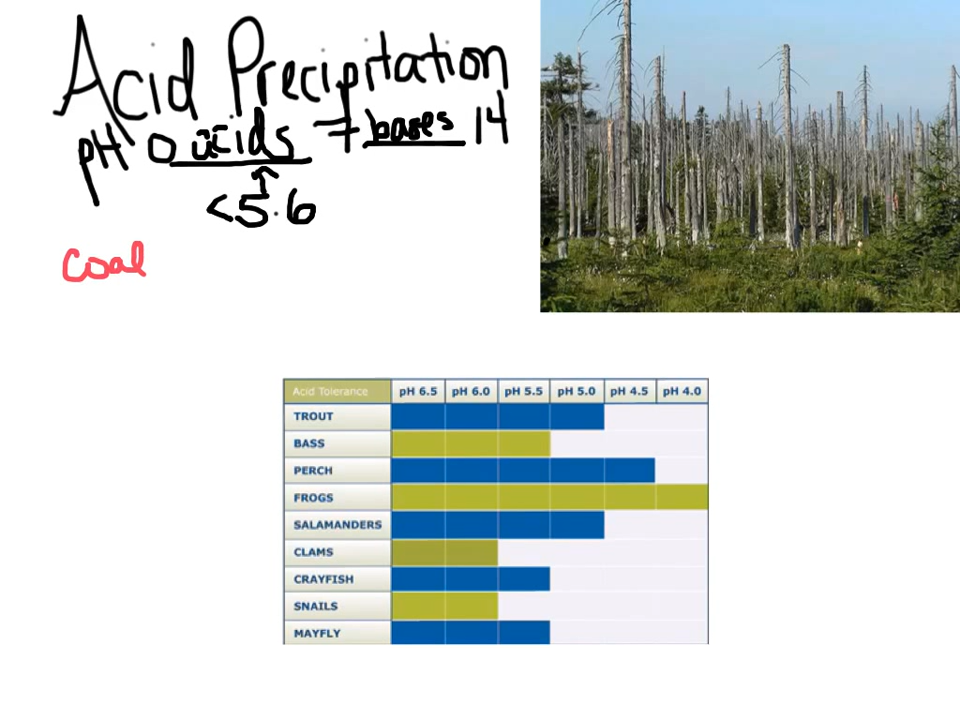 Acid Precipitation
pH 0 acids 7 bases 14
<5.6
coal
Acid Tolerance pH 6.5 pH 6.0 pH 5.5 pH 5.0 pH 4.5 pH 4.0
TROUT
BASS
PERCH
FROGS
SALAMANDERS
CLAMS
CRAYFISH
SNAILS
MAYFLY